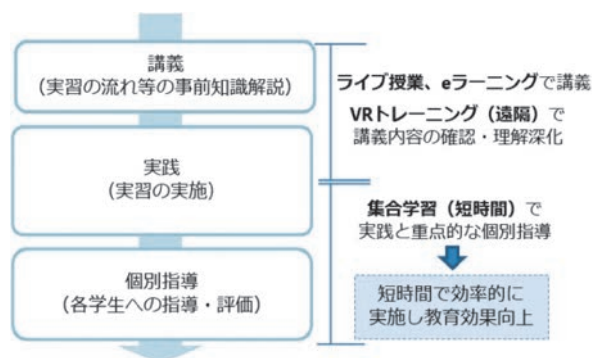 講義
(実習の流れ等の事前知識解説)
実践
(実習の実施)
個別指導
(各学生への指導・評価)
ライブ授業、eラーニングで講義
VRトレーニング（遠隔）で
講義内容の確認・理解深化
集合学習（短時間）で
実践と重点的な個別指導
短時間で効率的に
実施し教育効果向上